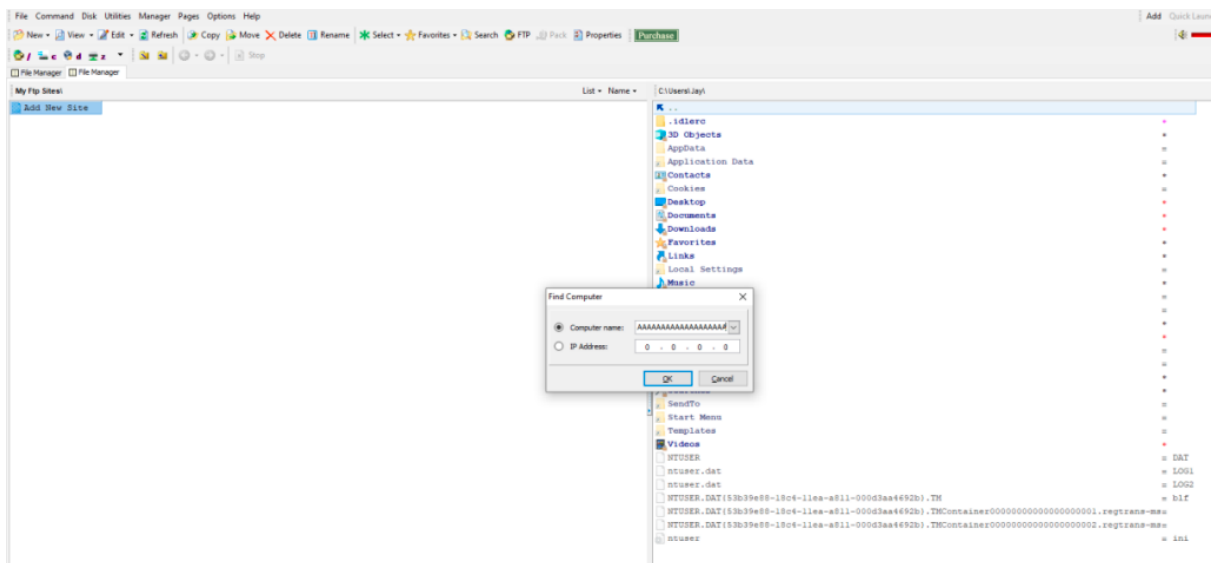 File Command Disk Utilities Manager Pages Options Help
Add Quick Laun
New View Edit Refresh Copy Move Delete Rename Select Favorites Search FTP Pack Properties Purchase
/ c d z Stop
File Manager File Manager
My Ftp Sites\ List Name C:\Users\Jay\
Add New Site
..
.idlerc
3D Objects
AppData
Application Data
Contacts
Cookies
Desktop
Documents
Downloads
Favorites
Links
Local Settings
Music
Find Computer
Computer name: AAAAAAAAAAAAAAAAAAA
IP Address: 0 . 0 . 0 . 0
OK Cancel
SendTo
Start Menu
Templates
Videos
NTUSER DAT
ntuser.dat LOG1
ntuser.dat LOG2
NTUSER.DAT{53b39e88-18c4-11ea-a811-000d3aa4692b}.TM blf
NTUSER.DAT{53b39e88-18c4-11ea-a811-000d3aa4692b}.TMContainer00000000000000000001.regtrans-ms
NTUSER.DAT{53b39e88-18c4-11ea-a811-000d3aa4692b}.TMContainer00000000000000000002.regtrans-ms
ntuser ini